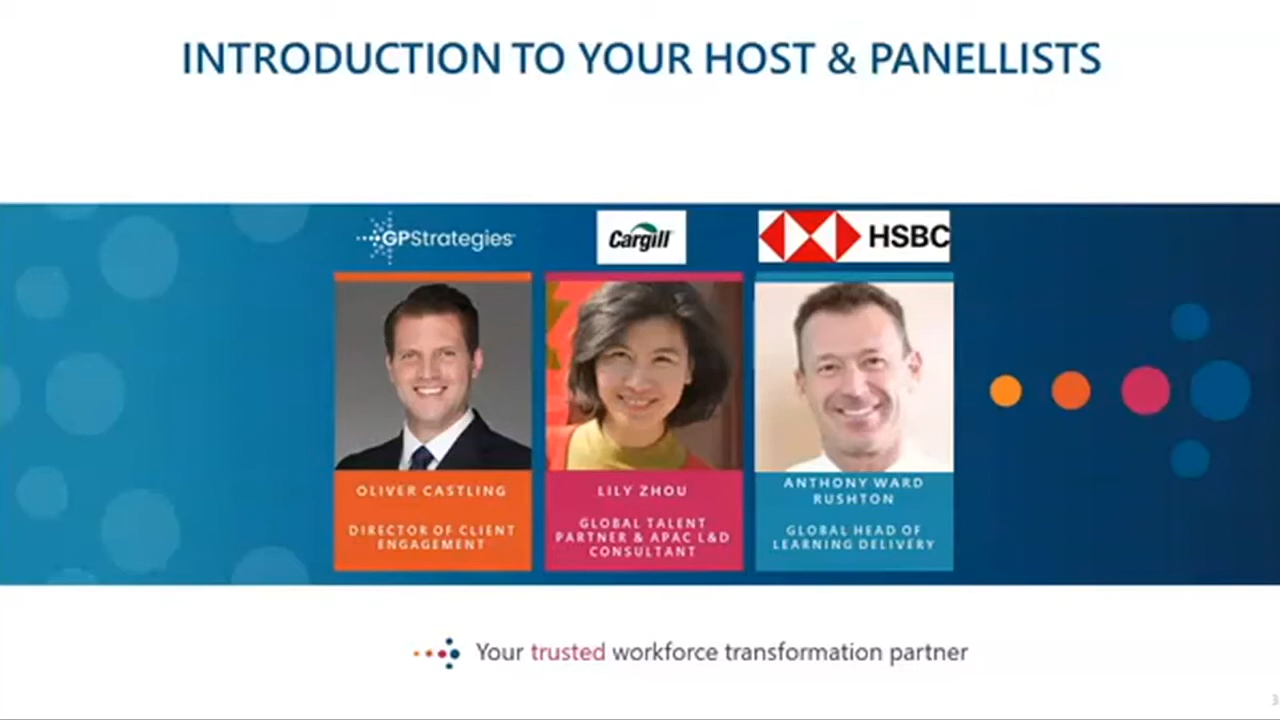 INTRODUCTION TO YOUR HOST & PANELLISTS
GPStrategies
Cargill
HSBC
OLIVER CASTLING
DIRECTOR OF CLIENT
ENGAGEMENT
LILY ZHOU
GLOBAL TALENT
PARTNER & APAC L&D
CONSULTANT
ANTHONY WARD
RUSHTON
GLOBAL HEAD OF
LEARNING DELIVERY
Your trusted workforce transformation partner
3